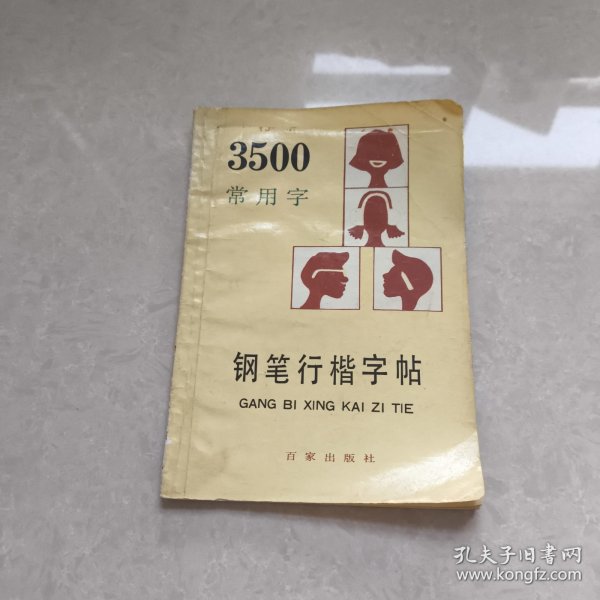 3500
常用字
钢笔行楷字帖
GANG BI XING KAI ZI TIE
百家出版社
孔夫子旧書网
www.kongfz.com